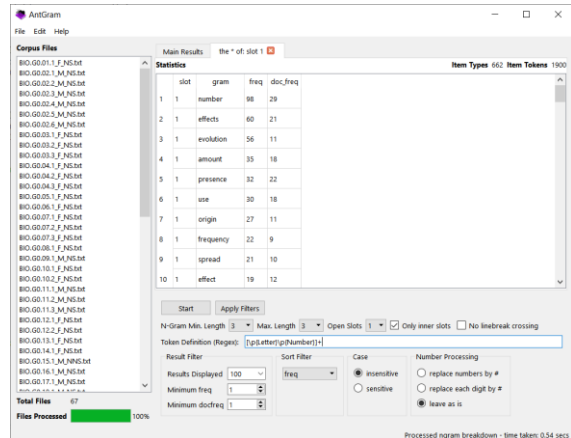 AntGram
File Edit Help
Corpus Files
BIO.G0.01.1_F_NS.txt
BIO.G0.02.1_M_NS.txt
BIO.G0.02.2_M_NS.txt
BIO.G0.02.3_M_NS.txt
BIO.G0.02.4_M_NS.txt
BIO.G0.02.5_M_NS.txt
BIO.G0.02.6_M_NS.txt
BIO.G0.03.1_F_NS.txt
BIO.G0.03.2_F_NS.txt
BIO.G0.04.1_F_NS.txt
BIO.G0.04.2_F_NS.txt
BIO.G0.04.3_F_NS.txt
BIO.G0.05.1_F_NS.txt
BIO.G0.06.1_F_NS.txt
BIO.G0.07.1_F_NS.txt
BIO.G0.07.2_F_NS.txt
BIO.G0.07.3_F_NS.txt
BIO.G0.08.1_F_NS.txt
BIO.G0.09.1_M_NS.txt
BIO.G0.10.1_F_NS.txt
BIO.G0.10.2_F_NS.txt
BIO.G0.11.1_M_NS.txt
BIO.G0.11.2_M_NS.txt
BIO.G0.11.3_M_NS.txt
BIO.G0.12.1_F_NS.txt
BIO.G0.12.2_F_NS.txt
BIO.G0.13.1_F_NS.txt
BIO.G0.14.1_F_NS.txt
BIO.G0.15.1_M_NNS.txt
BIO.G0.16.1_M_NS.txt
BIO.G0.17.1_M_NS.txt
Total Files 67
Files Processed 100%
Main Results the * of: slot 1
Statistics Item Types 662 Item Tokens 1900
slot gram freq doc_freq
1 1 number 98 29
2 1 effects 60 21
3 1 evolution 56 11
4 1 amount 35 18
5 1 presence 32 22
6 1 use 30 18
7 1 origin 27 11
8 1 frequency 22 9
9 1 spread 21 10
10 1 effect 19 12
Start Apply Filters
N-Gram Min. Length 3 Max. Length 3 Open Slots 1 Only inner slots No linebreak crossing
Token Definition (Regex): [\p{Letter}\p{Number}]+
Result Filter Sort Filter Case Number Processing
Results Displayed 100 freq insensitive replace numbers by #
Minimum freq 1 sensitive replace each digit by #
Minimum docfreq 1 leave as is
Processed ngram breakdown - time taken: 0.54 secs